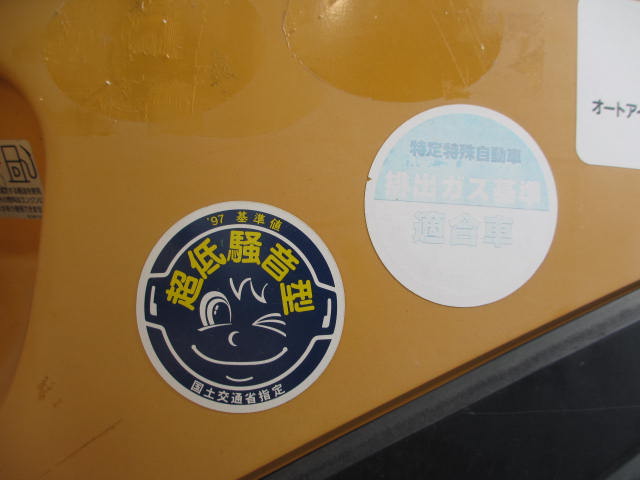 オートアイ
特定特殊自動車
排出ガス基準
適合車
'97 基準値
超低騒音型
国土交通省指定